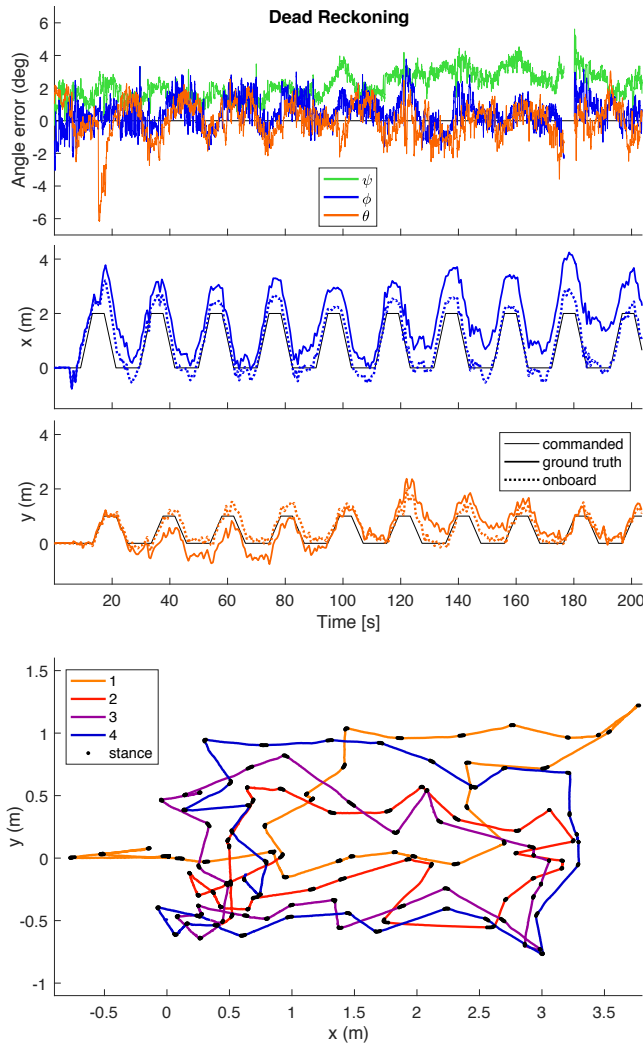 Dead Reckoning
Angle error (deg)
6
4
2
0
-2
-4
-6
ψ
ϕ
θ
x (m)
4
2
0
y (m)
4
2
0
commanded
ground truth
onboard
20 40 60 80 100 120 140 160 180 200
Time [s]
y (m)
1.5
1
0.5
0
-0.5
-1
1
2
3
4
stance
-0.5 0 0.5 1 1.5 2 2.5 3 3.5
x (m)